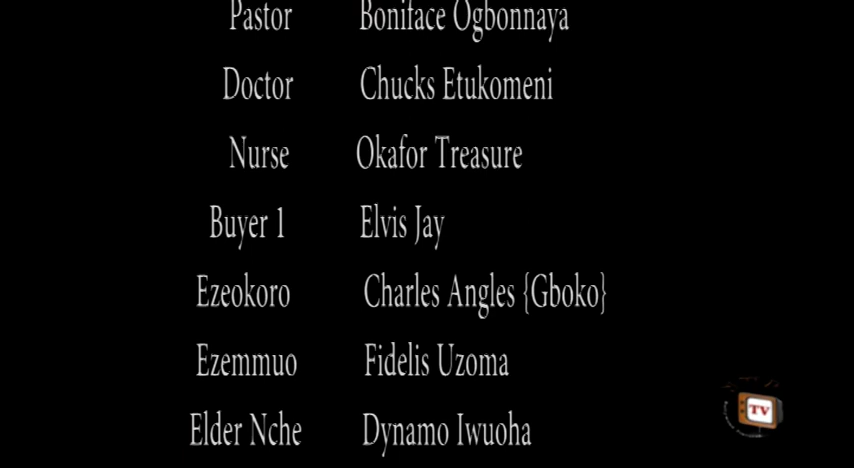 Pastor Boniface Ogbonnaya
Doctor Chucks Etukomeni
Nurse Okafor Treasure
Buyer 1 Elvis Jay
Ezeokoro Charles Angles {Gboko}
Ezemmuo Fidelis Uzoma
Elder Nche Dynamo Iwuoha
TV